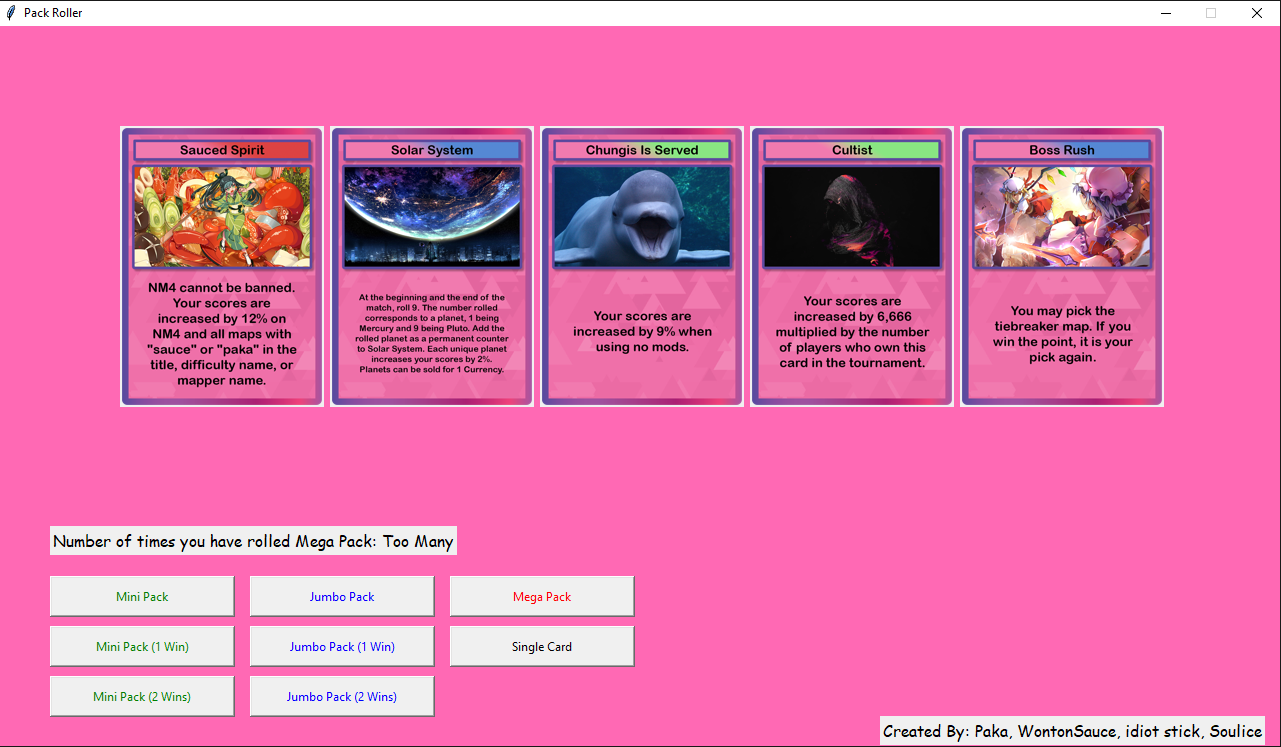 Pack Roller
Sauced Spirit
NM4 cannot be banned.
Your scores are
increased by 12% on
NM4 and all maps with
"sauce" or "paka" in the
title, difficulty name, or
mapper name.
Solar System
At the beginning and the end of the
match, roll 9. The number rolled
corresponds to a planet, 1 being
Mercury and 9 being Pluto. Add the
rolled planet as a permanent counter
to Solar System. Each unique planet
increases your scores by 2%.
Planets can be sold for 1 Currency.
Chungis Is Served
Your scores are
increased by 9% when
using no mods.
Cultist
Your scores are
increased by 6,666
multiplied by the number
of players who own this
card in the tournament.
Boss Rush
You may pick the
tiebreaker map. If you
win the point, it is your
pick again.
Number of times you have rolled Mega Pack: Too Many
Mini Pack
Jumbo Pack
Mega Pack
Mini Pack (1 Win)
Jumbo Pack (1 Win)
Single Card
Mini Pack (2 Wins)
Jumbo Pack (2 Wins)
Created By: Paka, WontonSauce, idiot stick, Soulice